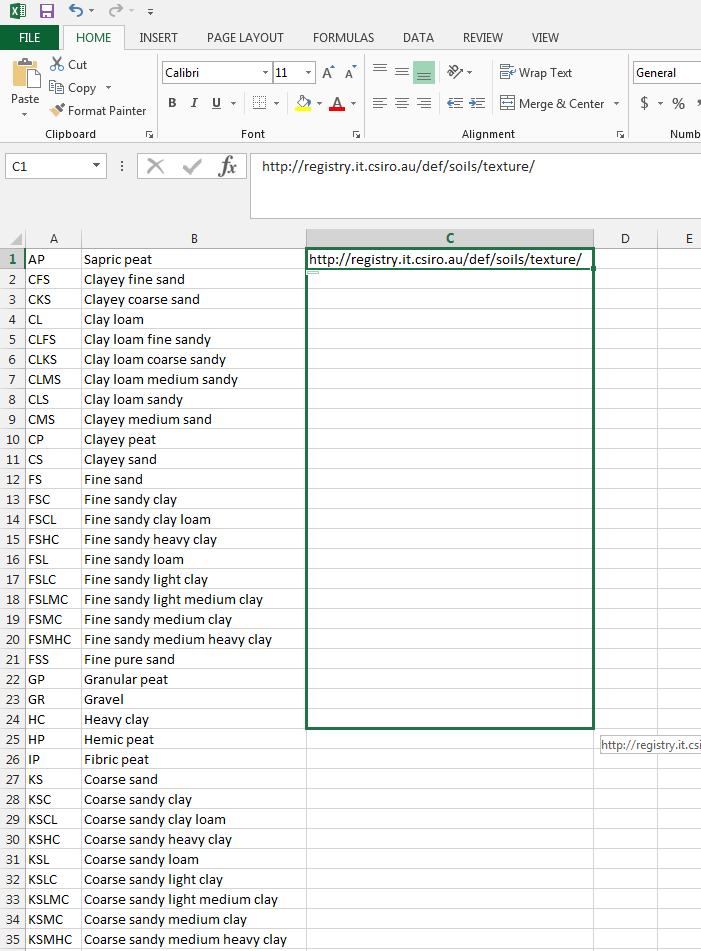 FILE HOME INSERT PAGE LAYOUT FORMULAS DATA REVIEW VIEW
Paste
Cut
Copy
Format Painter
Clipboard
Calibri 11 A A
B I U A
Font
Wrap Text
Merge & Center
Alignment
General
$ %
Numb
C1 fx http://registry.it.csiro.au/def/soils/texture/
A B C D E
1 AP Sapric peat http://registry.it.csiro.au/def/soils/texture/
2 CFS Clayey fine sand
3 CKS Clayey coarse sand
4 CL Clay loam
5 CLFS Clay loam fine sandy
6 CLKS Clay loam coarse sandy
7 CLMS Clay loam medium sandy
8 CLS Clay loam sandy
9 CMS Clayey medium sand
10 CP Clayey peat
11 CS Clayey sand
12 FS Fine sand
13 FSC Fine sandy clay
14 FSCL Fine sandy clay loam
15 FSHC Fine sandy heavy clay
16 FSL Fine sandy loam
17 FSLC Fine sandy light clay
18 FSLMC Fine sandy light medium clay
19 FSMC Fine sandy medium clay
20 FSMHC Fine sandy medium heavy clay
21 FSS Fine pure sand
22 GP Granular peat
23 GR Gravel
24 HC Heavy clay
25 HP Hemic peat http://registry.it.csi
26 IP Fibric peat
27 KS Coarse sand
28 KSC Coarse sandy clay
29 KSCL Coarse sandy clay loam
30 KSHC Coarse sandy heavy clay
31 KSL Coarse sandy loam
32 KSLC Coarse sandy light clay
33 KSLMC Coarse sandy light medium clay
34 KSMC Coarse sandy medium clay
35 KSMHC Coarse sandy medium heavy clay